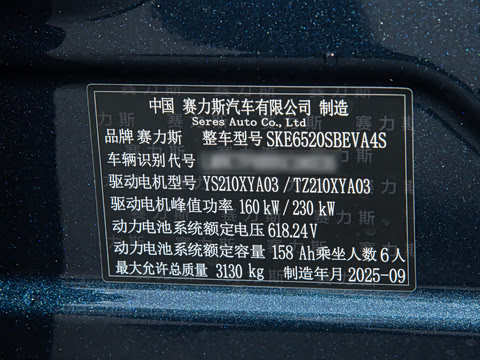 中国 赛力斯汽车有限公司 制造
Seres Auto Co., Ltd
品牌 赛力斯 整车型号 SKE6520SBEVA4S
车辆识别代号
驱动电机型号 YS210XYA03 / TZ210XYA03
驱动电机峰值功率 160 kW / 230 kW
动力电池系统额定电压 618.24 V
动力电池系统额定容量 158 Ah 乘坐人数 6 人
最大允许总质量 3130 kg 制造年月 2025-09